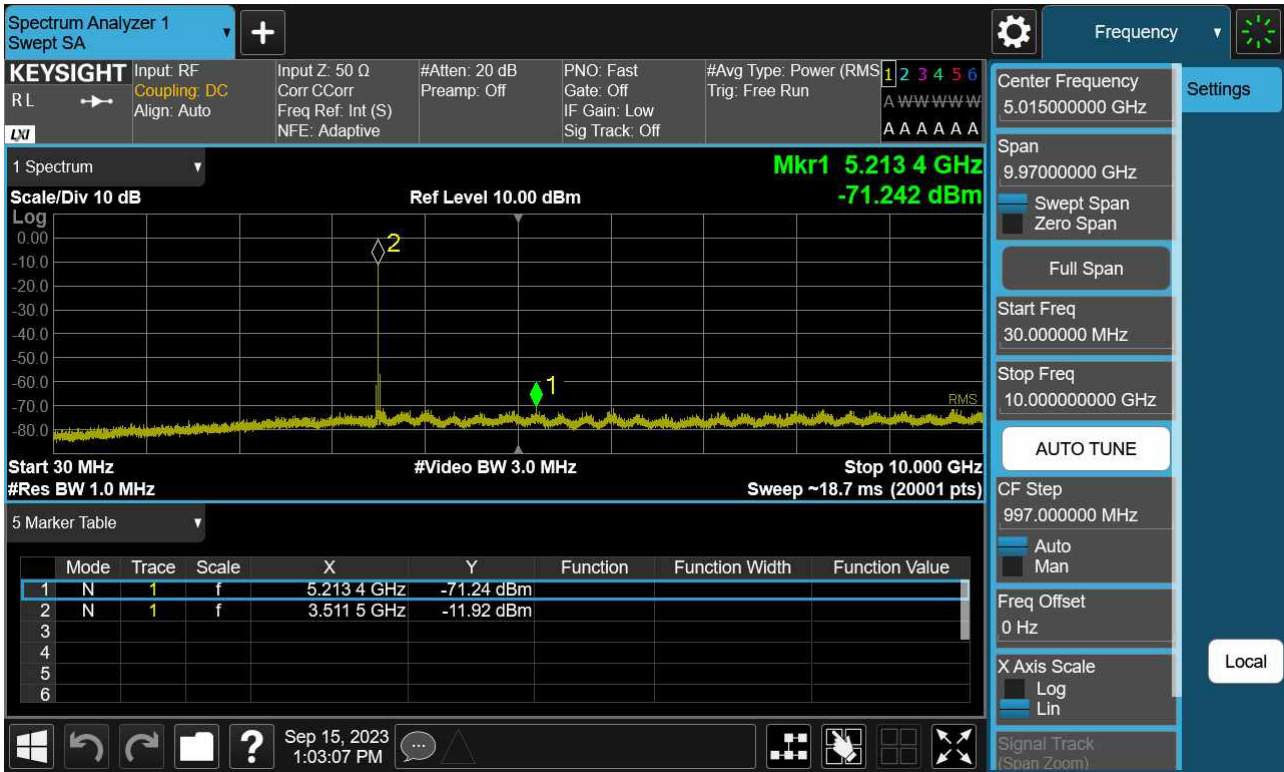 Spectrum Analyzer 1
Swept SA
+
Frequency
KEYSIGHT
RL
LXI
Input: RF
Coupling: DC
Align: Auto
Input Z: 50 Ω
Corr CCorr
Freq Ref: Int (S)
NFE: Adaptive
#Atten: 20 dB
Preamp: Off
PNO: Fast
Gate: Off
IF Gain: Low
Sig Track: Off
#Avg Type: Power (RMS
Trig: Free Run
1 2 3 4 5 6
A W W W W W
A A A A A A
1 Spectrum
Mkr1 5.213 4 GHz
Scale/Div 10 dB
Ref Level 10.00 dBm
-71.242 dBm
Log
0.00
-10.0
-20.0
-30.0
-40.0
-50.0
-60.0
-70.0
-80.0
2
1
RMS
Start 30 MHz
#Video BW 3.0 MHz
Stop 10.000 GHz
#Res BW 1.0 MHz
Sweep ~18.7 ms (20001 pts)
5 Marker Table
Mode Trace Scale X Y Function Function Width Function Value
1 N 1 f 5.213 4 GHz -71.24 dBm
2 N 1 f 3.511 5 GHz -11.92 dBm
3
4
5
6
?
Sep 15, 2023
1:03:07 PM
Center Frequency
5.015000000 GHz
Settings
Span
9.97000000 GHz
Swept Span
Zero Span
Full Span
Start Freq
30.000000 MHz
Stop Freq
10.000000000 GHz
AUTO TUNE
CF Step
997.000000 MHz
Auto
Man
Freq Offset
0 Hz
X Axis Scale
Log
Lin
Local
Signal Track
(Span Zoom)